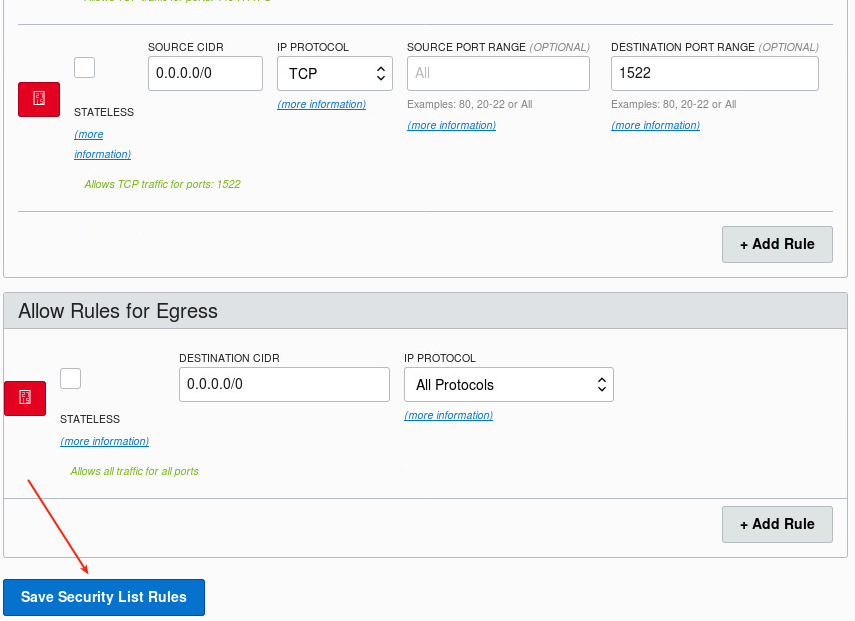 SOURCE CIDR IP PROTOCOL SOURCE PORT RANGE (OPTIONAL) DESTINATION PORT RANGE (OPTIONAL)
0.0.0.0/0 TCP All 1522
(more information) Examples: 80, 20-22 or All Examples: 80, 20-22 or All
STATELESS
(more information) (more information)
(more
information)
Allows TCP traffic for ports: 1522
+ Add Rule
Allow Rules for Egress
DESTINATION CIDR IP PROTOCOL
0.0.0.0/0 All Protocols
STATELESS (more information)
(more information)
Allows all traffic for all ports
+ Add Rule
Save Security List Rules